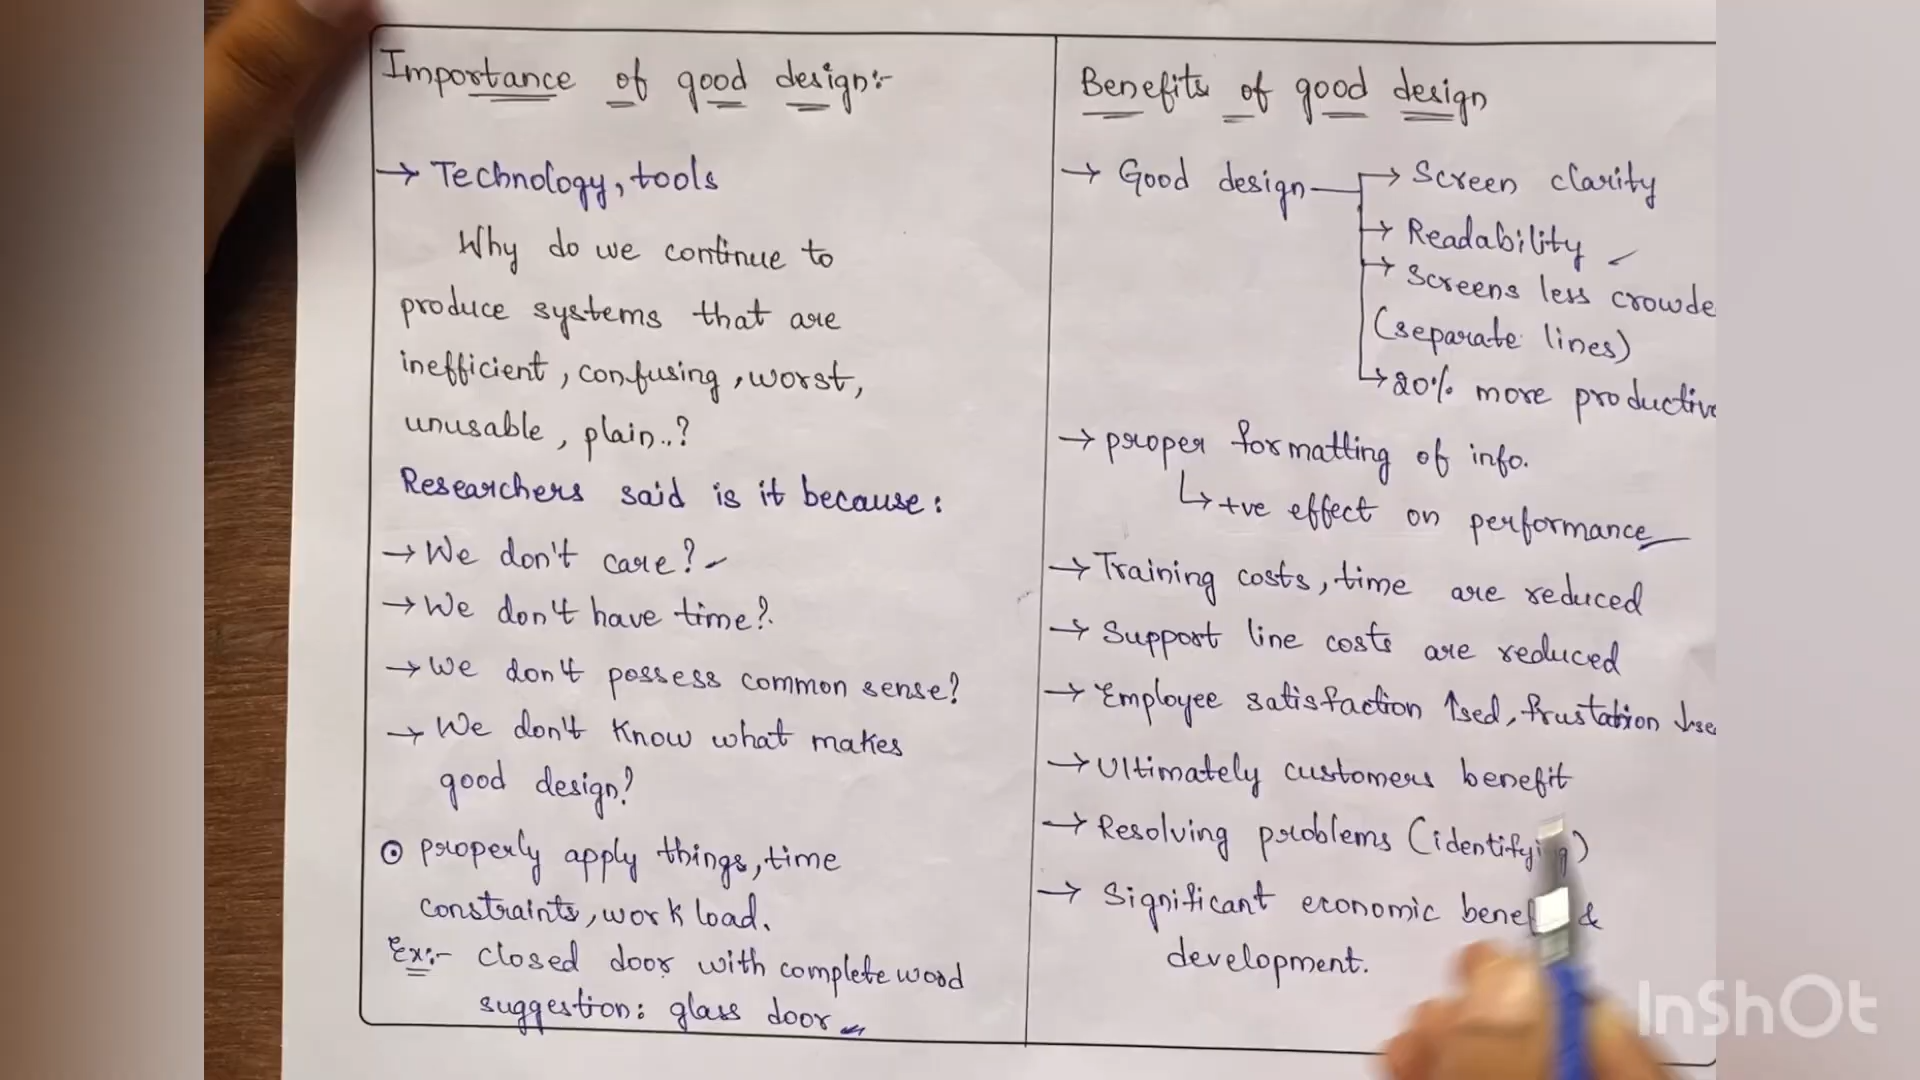 Importance of good design:-
→ Technology, tools
Why do we continue to
produce systems that are
inefficient, confusing, worst,
unusable, plain..?
Researchers said is it because:
→ We don't care?
→ We don't have time?
→ We don't possess common sense?
→ We don't know what makes
good design?
⊙ properly apply things, time
constraints, work load.
Ex:- closed door with complete wood
suggestion: glass door
Benefits of good design
→ Good design → Screen clarity
→ Readability
→ Screens less crowde
(separate lines)
→ 20% more productive
→ proper formatting of info.
↳ +ve effect on performance
→ Training costs, time are reduced
→ Support line costs are reduced
→ Employee satisfaction ↑sed, frustation ↓se
→ Ultimately customers benefit
→ Resolving problems (identifying)
→ Significant economic &
development.
InShOt